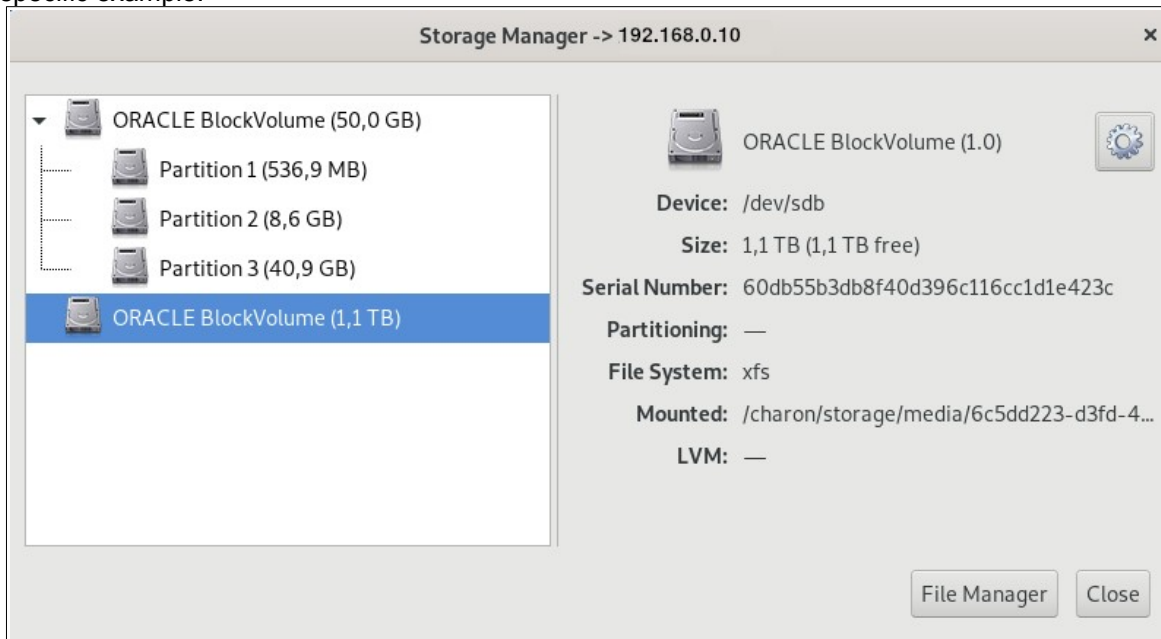 specific example.
Storage Manager -> 192.168.0.10 ×
ORACLE BlockVolume (50,0 GB)
Partition 1 (536,9 MB)
Partition 2 (8,6 GB)
Partition 3 (40,9 GB)
ORACLE BlockVolume (1,1 TB)
ORACLE BlockVolume (1.0)
Device: /dev/sdb
Size: 1,1 TB (1,1 TB free)
Serial Number: 60db55b3db8f40d396c116cc1d1e423c
Partitioning: —
File System: xfs
Mounted: /charon/storage/media/6c5dd223-d3fd-4...
LVM: —
File Manager Close